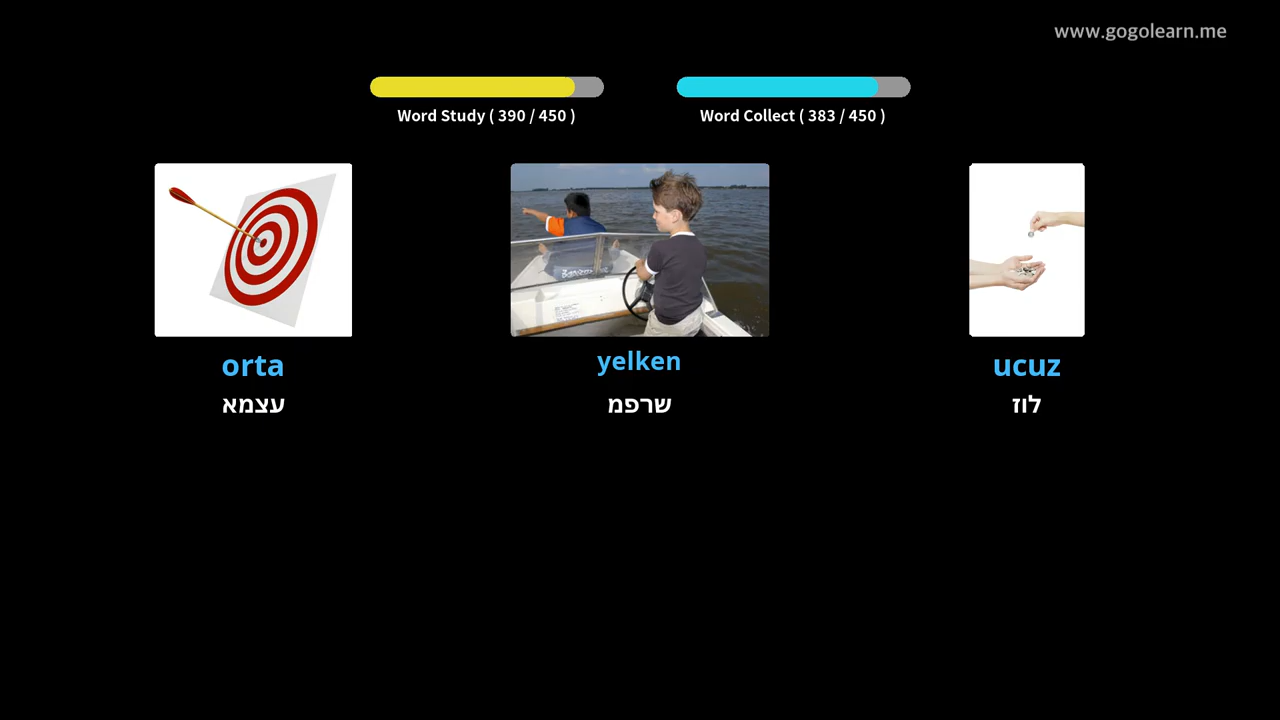 www.gogolearn.me
Word Study ( 390 / 450 )
Word Collect ( 383 / 450 )
orta
yelken
ucuz
עצמא
שרפמ
לוז